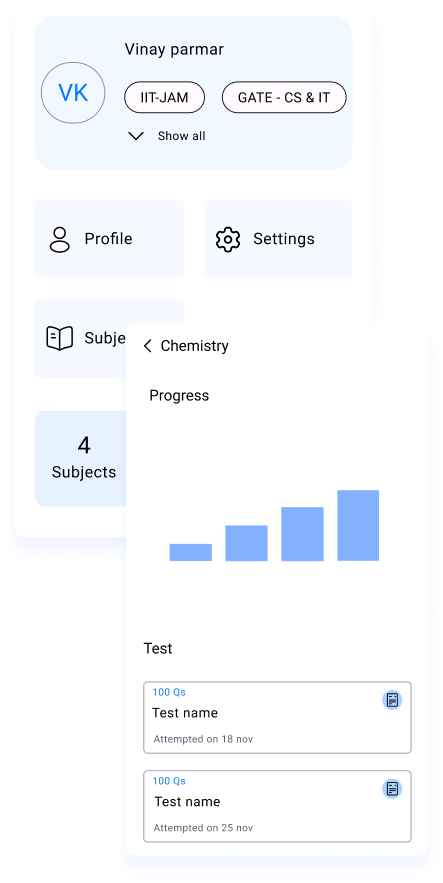 Vinay parmar
VK
IIT-JAM
GATE - CS & IT
Show all
Profile
Settings
Subje
4
Subjects
Chemistry
Progress
Test
100 Qs
Test name
Attempted on 18 nov
100 Qs
Test name
Attempted on 25 nov